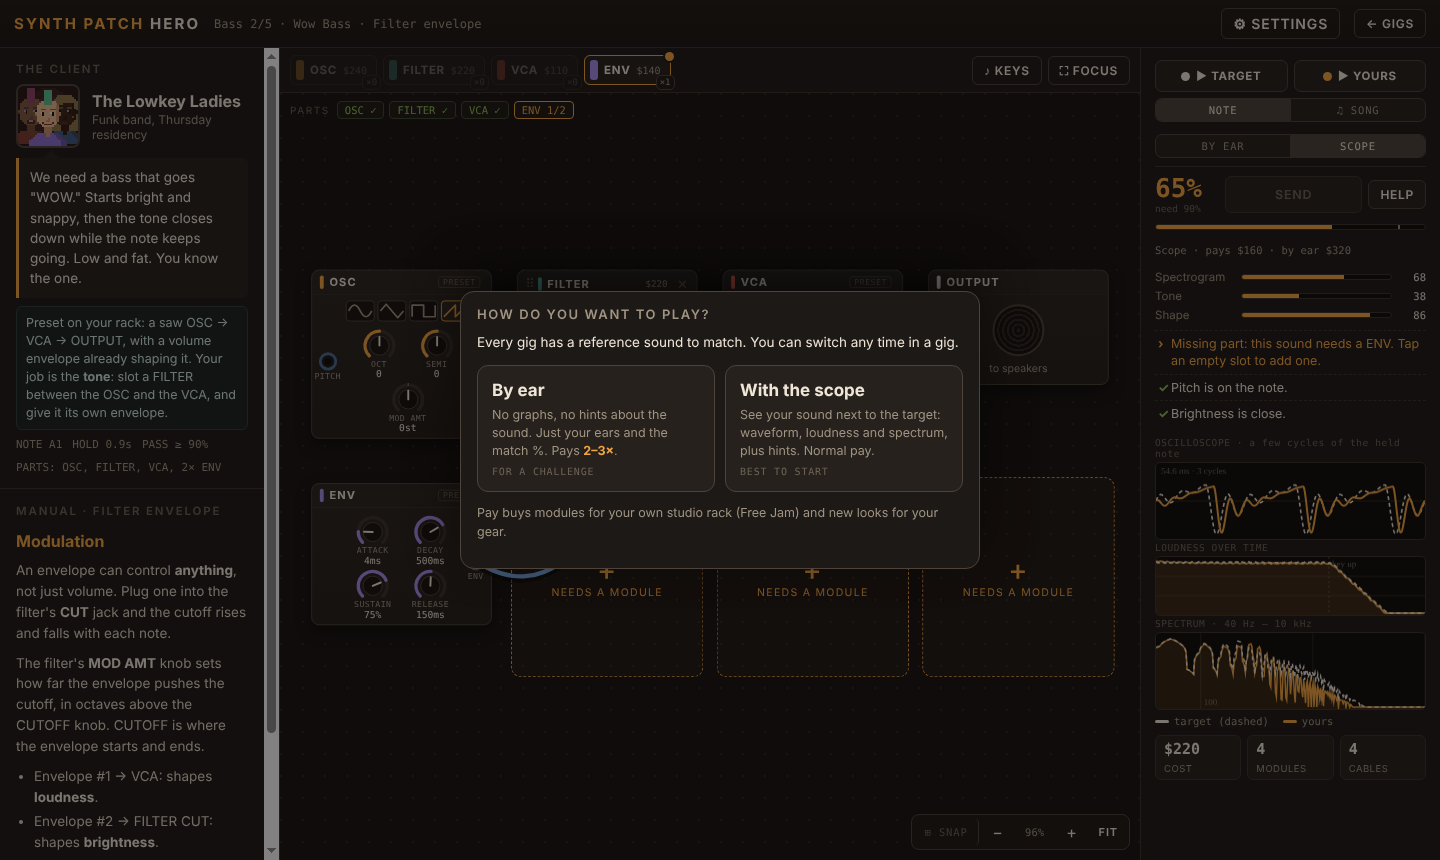 SYNTH PATCH HERO
Bass 2/5 · Wow Bass · Filter envelope
⚙ SETTINGS
← GIGS
THE CLIENT
The Lowkey Ladies
Funk band, Thursday
residency
We need a bass that goes
"WOW." Starts bright and
snappy, then the tone closes
down while the note keeps
going. Low and fat. You know
the one.
Preset on your rack: a saw OSC →
VCA → OUTPUT, with a volume
envelope already shaping it. Your
job is the tone: slot a FILTER
between the OSC and the VCA, and
give it its own envelope.
NOTE A1 HOLD 0.9s PASS ≥ 90%
PARTS: OSC, FILTER, VCA, 2× ENV
MANUAL · FILTER ENVELOPE
Modulation
An envelope can control anything,
not just volume. Plug one into the
filter's CUT jack and the cutoff rises
and falls with each note.
The filter's MOD AMT knob sets
how far the envelope pushes the
cutoff, in octaves above the
CUTOFF knob. CUTOFF is where
the envelope starts and ends.
• Envelope #1 → VCA: shapes
loudness.
• Envelope #2 → FILTER CUT:
shapes brightness.
OSC $240 ×0
FILTER $220 ×0
VCA $110 ×0
ENV $140 ×1
♪ KEYS
⛶ FOCUS
PARTS
OSC ✓
FILTER ✓
VCA ✓
ENV 1/2
OSC
PRESET
OCT
0
SEMI
0
PITCH
MOD AMT
0st
FILTER
$220 ×
VCA
PRESET
OUTPUT
to speakers
HOW DO YOU WANT TO PLAY?
Every gig has a reference sound to match. You can switch any time in a gig.
By ear
No graphs, no hints about the
sound. Just your ears and the
match %. Pays 2–3×.
FOR A CHALLENGE
With the scope
See your sound next to the target:
waveform, loudness and spectrum,
plus hints. Normal pay.
BEST TO START
Pay buys modules for your own studio rack (Free Jam) and new looks for your
gear.
ENV
PRE
ATTACK
4ms
DECAY
500ms
SUSTAIN
75%
RELEASE
150ms
ENV
+
NEEDS A MODULE
+
NEEDS A MODULE
+
NEEDS A MODULE
⊞ SNAP
−
96%
+
FIT
▶ TARGET
▶ YOURS
NOTE
♫ SONG
BY EAR
SCOPE
65%
need 90%
SEND
HELP
Scope · pays $160 · by ear $320
Spectrogram 68
Tone 38
Shape 86
› Missing part: this sound needs a ENV. Tap
an empty slot to add one.
✓ Pitch is on the note.
✓ Brightness is close.
OSCILLOSCOPE · a few cycles of the held
note
54.6 ms · 3 cycles
LOUDNESS OVER TIME
SPECTRUM · 40 Hz – 10 kHz
100
target (dashed)
yours
$220
COST
4
MODULES
4
CABLES